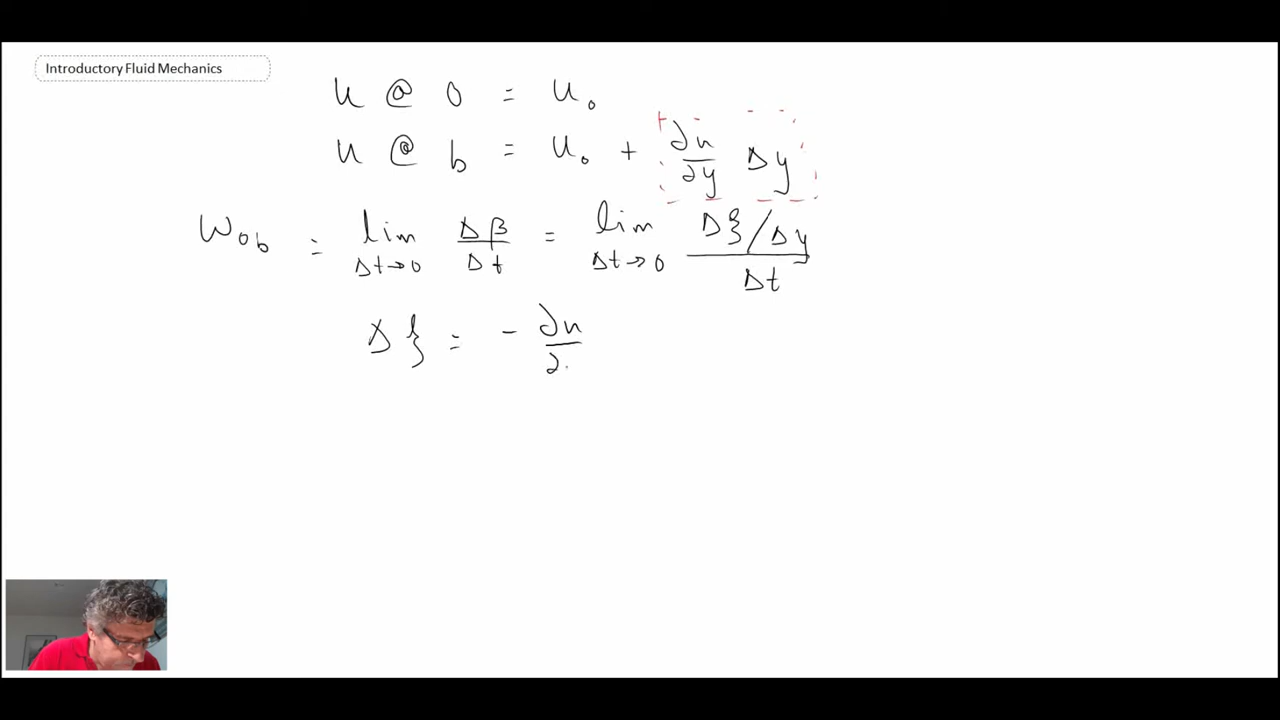 Introductory Fluid Mechanics
u @ 0 = u₀
u @ b = u₀ + ∂u/∂y Δy
ω₀b = lim Δt→0 Δβ/Δt = lim Δt→0 (Δξ/Δy)/Δt
Δξ = - ∂u/∂